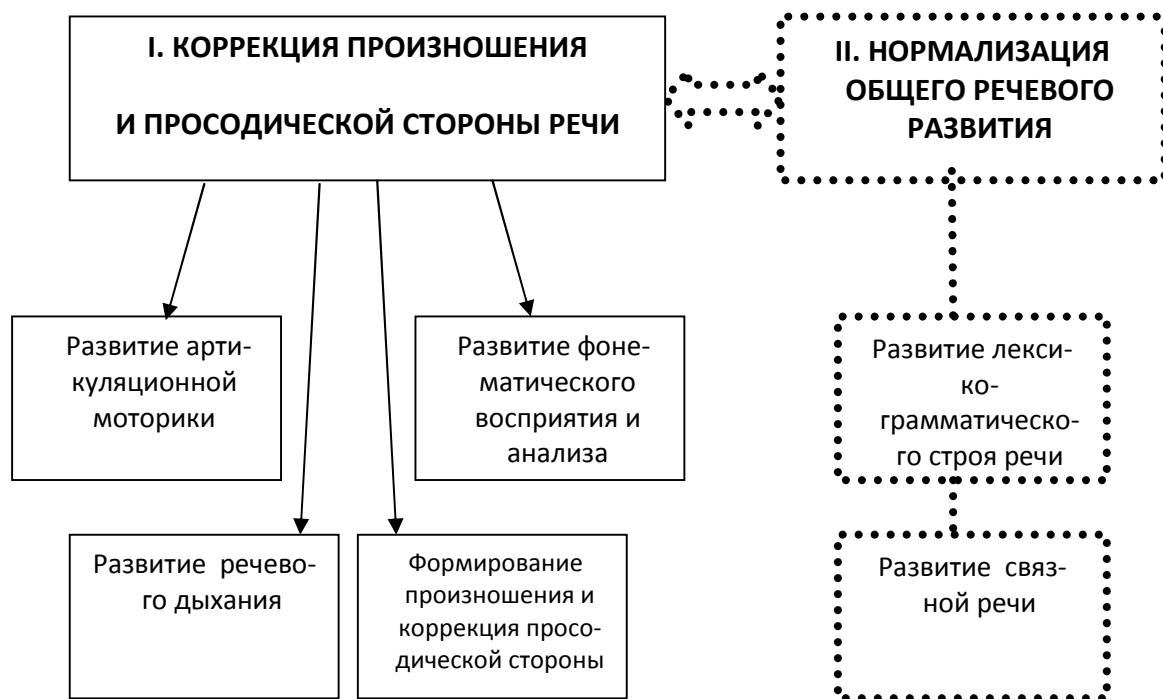 I. КОРРЕКЦИЯ ПРОИЗНОШЕНИЯ
И ПРОСОДИЧЕСКОЙ СТОРОНЫ РЕЧИ
II. НОРМАЛИЗАЦИЯ
ОБЩЕГО РЕЧЕВОГО
РАЗВИТИЯ
Развитие арти-
куляционной
моторики
Развитие фоне-
матического
восприятия и
анализа
Развитие лекси-
ко-
грамматическо-
го строя речи
Развитие речево-
го дыхания
Формирование
произношения и
коррекция просо-
дической стороны
Развитие связ-
ной речи